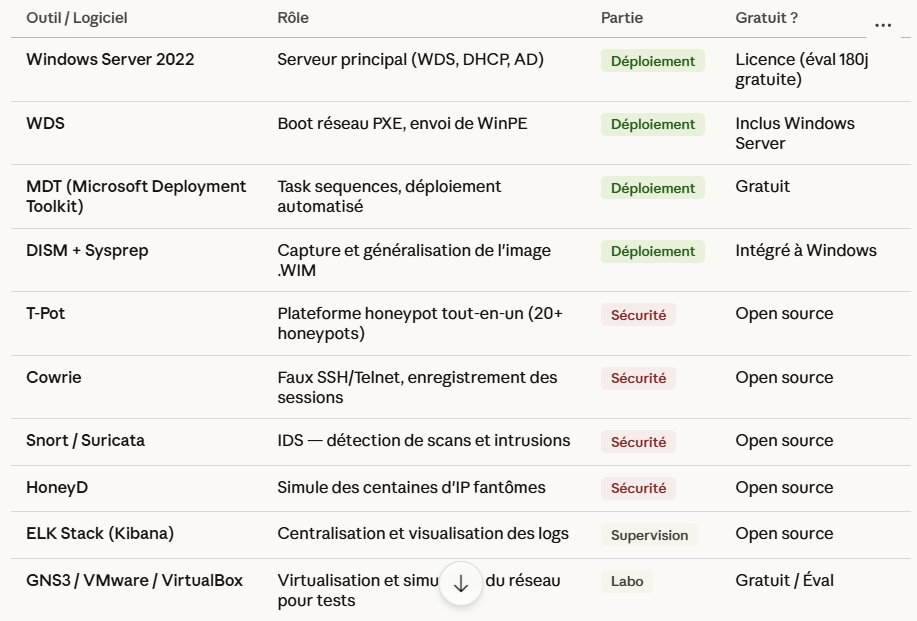 Outil / Logiciel Rôle Partie Gratuit ?
Windows Server 2022 Serveur principal (WDS, DHCP, AD) Déploiement Licence (éval 180j
gratuite)
WDS Boot réseau PXE, envoi de WinPE Déploiement Inclus Windows
Server
MDT (Microsoft Deployment Task sequences, déploiement Déploiement Gratuit
Toolkit) automatisé
DISM + Sysprep Capture et généralisation de l'image Déploiement Intégré à Windows
.WIM
T-Pot Plateforme honeypot tout-en-un (20+ Sécurité Open source
honeypots)
Cowrie Faux SSH/Telnet, enregistrement des Sécurité Open source
sessions
Snort / Suricata IDS — détection de scans et intrusions Sécurité Open source
HoneyD Simule des centaines d'IP fantômes Sécurité Open source
ELK Stack (Kibana) Centralisation et visualisation des logs Supervision Open source
GNS3 / VMware / VirtualBox Virtualisation et simu du réseau Labo Gratuit / Éval
pour tests